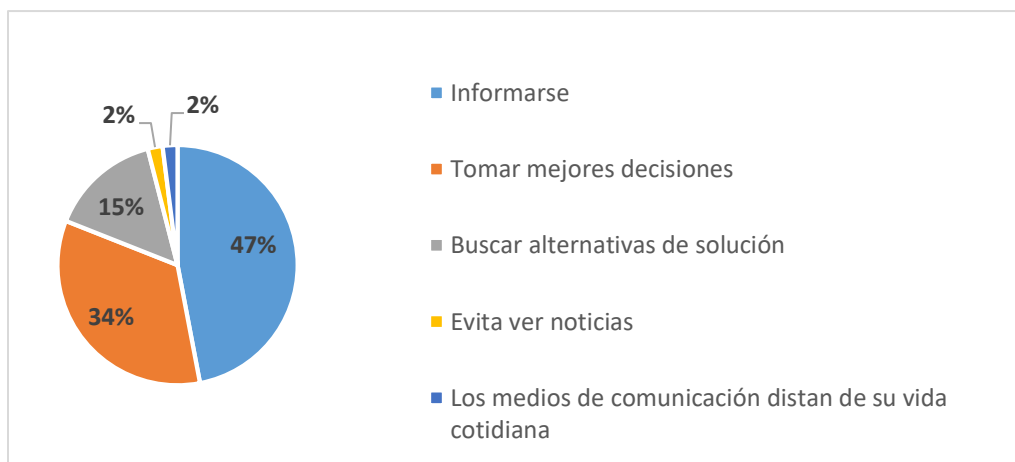 2%
2%
15%
47%
34%
Informarse
Tomar mejores decisiones
Buscar alternativas de solución
Evita ver noticias
Los medios de comunicación distan de su vida
cotidiana